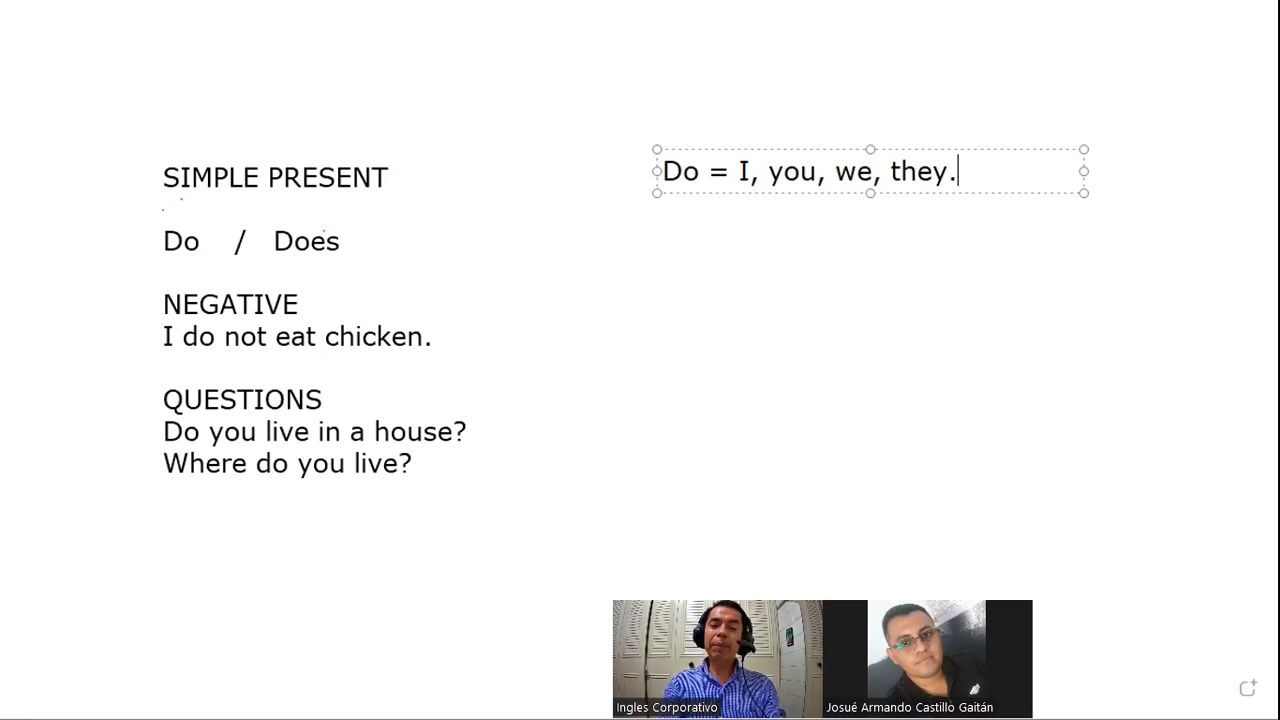 SIMPLE PRESENT
Do / Does
NEGATIVE
I do not eat chicken.
QUESTIONS
Do you live in a house?
Where do you live?
Do = I, you, we, they.
Ingles Corporativo
Josué Armando Castillo Gaitán